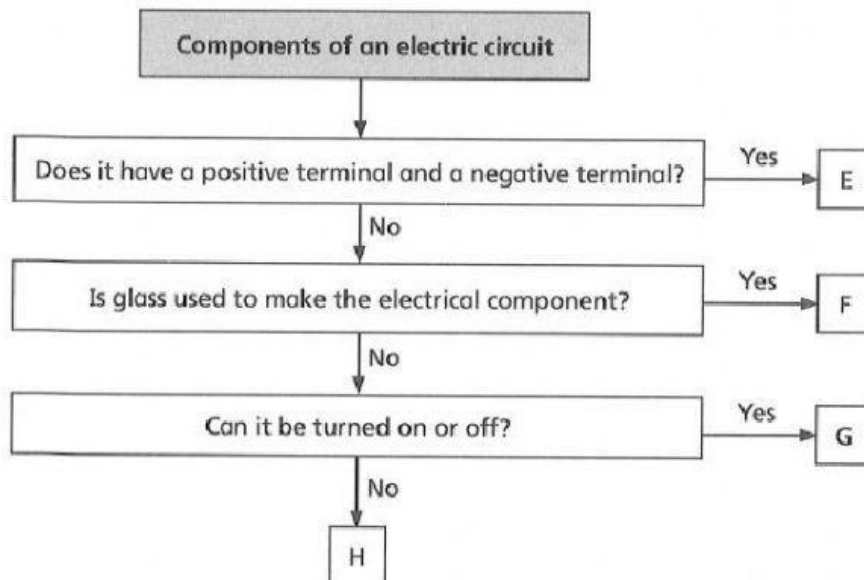 Components of an electric circuit
Does it have a positive terminal and a negative terminal?
Yes
E
No
Is glass used to make the electrical component?
Yes
F
No
Can it be turned on or off?
Yes
G
No
H